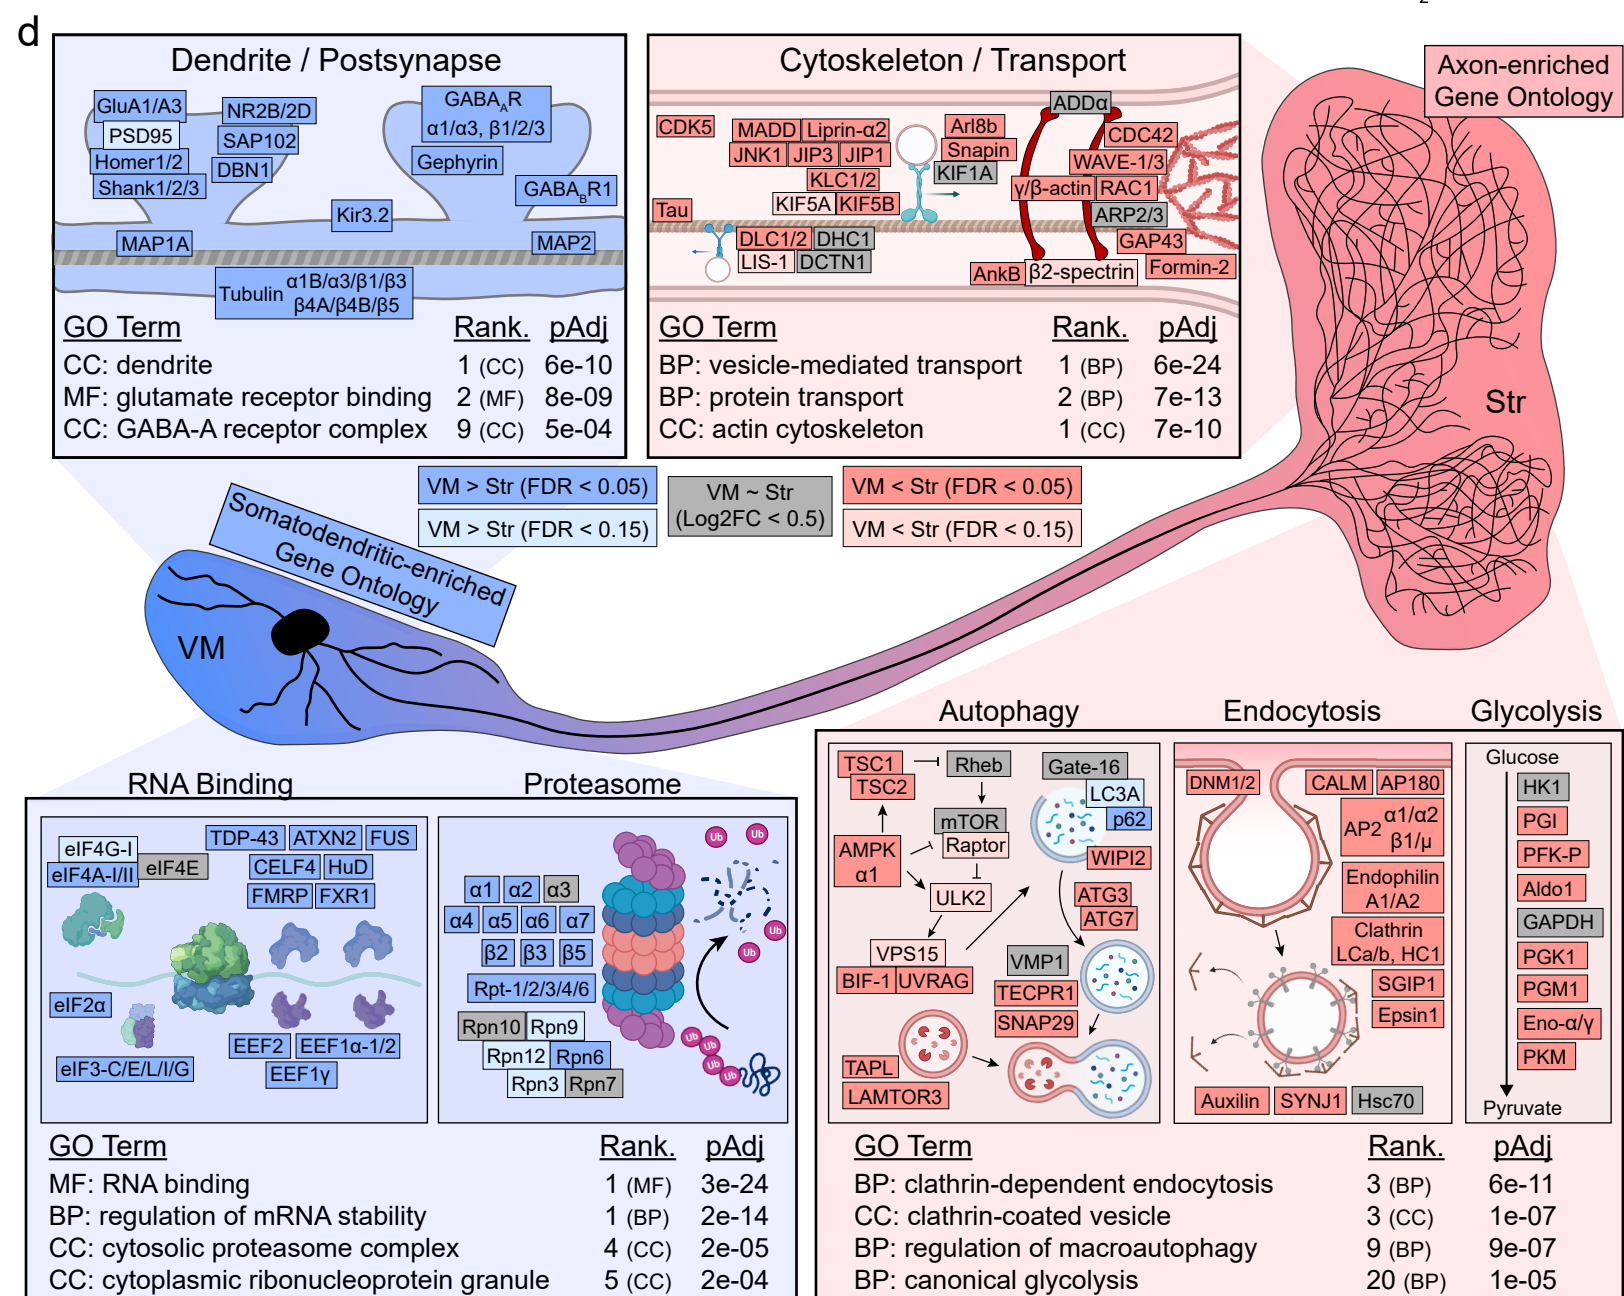 2
d
Dendrite / Postsynapse
GluA1/A3
PSD95
Homer1/2
Shank1/2/3
NR2B/2D
SAP102
DBN1
GABA_AR
α1/α3, β1/2/3
Gephyrin
GABA_BR1
Kir3.2
MAP1A
MAP2
Tubulin α1B/α3/β1/β3
β4A/β4B/β5
GO Term Rank. pAdj
CC: dendrite 1 (CC) 6e-10
MF: glutamate receptor binding 2 (MF) 8e-09
CC: GABA-A receptor complex 9 (CC) 5e-04
Cytoskeleton / Transport
ADDα
CDK5
MADD Liprin-α2
JNK1 JIP3 JIP1
KLC1/2
KIF5A KIF5B
Arl8b
Snapin
KIF1A
CDC42
WAVE-1/3
γ/β-actin RAC1
ARP2/3
GAP43
Formin-2
Tau
DLC1/2 DHC1
LIS-1 DCTN1
AnkB β2-spectrin
GO Term Rank. pAdj
BP: vesicle-mediated transport 1 (BP) 6e-24
BP: protein transport 2 (BP) 7e-13
CC: actin cytoskeleton 1 (CC) 7e-10
Axon-enriched
Gene Ontology
Str
VM > Str (FDR < 0.05)
VM > Str (FDR < 0.15)
VM ~ Str
(Log2FC < 0.5)
VM < Str (FDR < 0.05)
VM < Str (FDR < 0.15)
Somatodendritic-enriched
Gene Ontology
VM
RNA Binding
Proteasome
eIF4G-I
eIF4A-I/II eIF4E
TDP-43 ATXN2 FUS
CELF4 HuD
FMRP FXR1
eIF2α
eIF3-C/E/L/I/G
EEF2 EEF1α-1/2
EEF1γ
α1 α2 α3
α4 α5 α6 α7
β2 β3 β5
Rpt-1/2/3/4/6
Rpn10 Rpn9
Rpn12 Rpn6
Rpn3 Rpn7
Ub
Ub
Ub
Ub
Ub
Ub
Ub
Ub
GO Term Rank. pAdj
MF: RNA binding 1 (MF) 3e-24
BP: regulation of mRNA stability 1 (BP) 2e-14
CC: cytosolic proteasome complex 4 (CC) 2e-05
CC: cytoplasmic ribonucleoprotein granule 5 (CC) 2e-04
Autophagy
Endocytosis
Glycolysis
TSC1
TSC2
Rheb
mTOR
Raptor
AMPK
α1
ULK2
VPS15
BIF-1 UVRAG
Gate-16
LC3A
p62
WIPI2
ATG3
ATG7
VMP1
TECPR1
SNAP29
TAPL
LAMTOR3
DNM1/2
CALM AP180
AP2 α1/α2
β1/μ
Endophilin
A1/A2
Clathrin
LCa/b, HC1
SGIP1
Epsin1
Auxilin SYNJ1 Hsc70
Glucose
HK1
PGI
PFK-P
Aldo1
GAPDH
PGK1
PGM1
Eno-α/γ
PKM
Pyruvate
GO Term Rank. pAdj
BP: clathrin-dependent endocytosis 3 (BP) 6e-11
CC: clathrin-coated vesicle 3 (CC) 1e-07
BP: regulation of macroautophagy 9 (BP) 9e-07
BP: canonical glycolysis 20 (BP) 1e-05